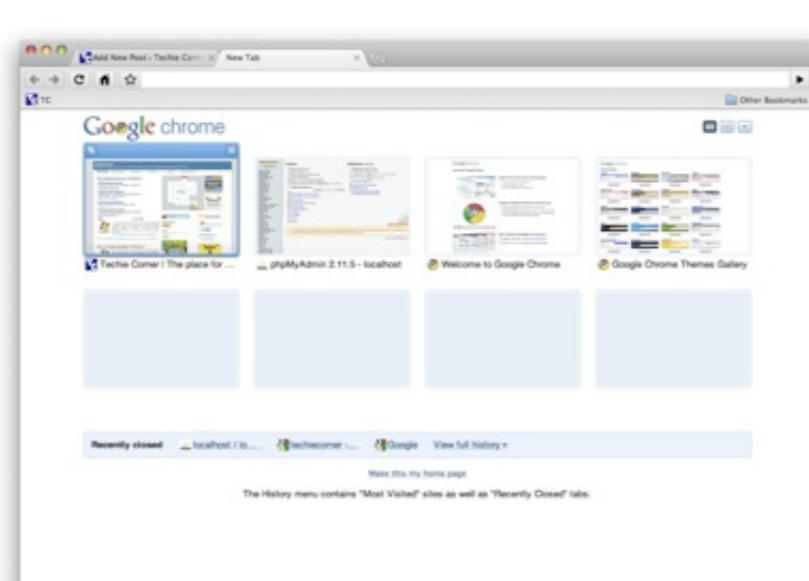 Add New Post ‹ Techie Corn
New Tab
TC
Other Bookmarks
Google chrome
Techie Corner | The place for ...
phpMyAdmin 2.11.5 - localhost
Welcome to Google Chrome
Google Chrome Themes Gallery
Recently closed
localhost / lo...
techiecorner -...
Google
View full history »
Make this my home page
The History menu contains "Most Visited" sites as well as "Recently Closed" tabs.